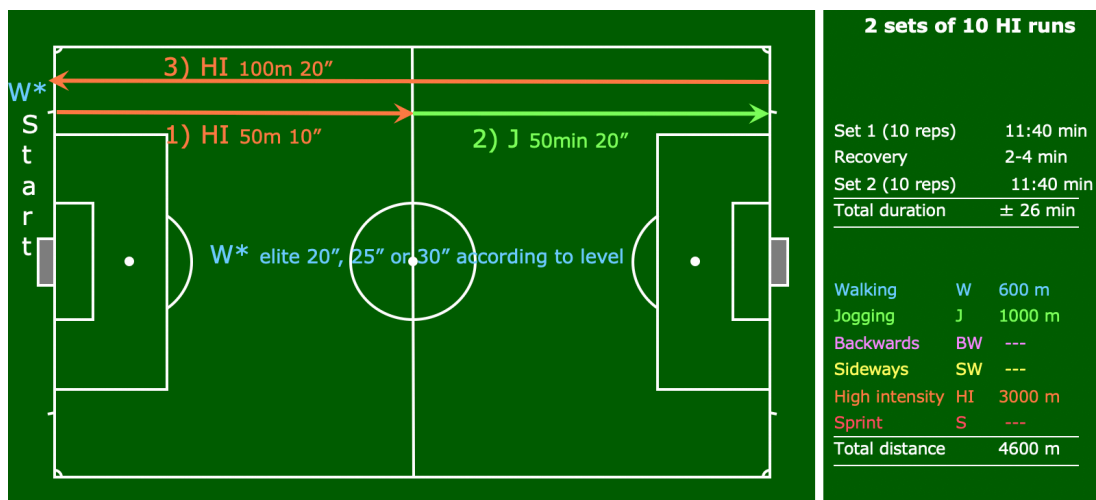 3) HI 100m 20”
W*
Start
1) HI 50m 10”
2) J 50min 20”
W* elite 20”, 25” or 30” according to level
2 sets of 10 HI runs
Set 1 (10 reps) 11:40 min
Recovery 2-4 min
Set 2 (10 reps) 11:40 min
Total duration ± 26 min
Walking W 600 m
Jogging J 1000 m
Backwards BW ---
Sideways SW ---
High intensity HI 3000 m
Sprint S ---
Total distance 4600 m